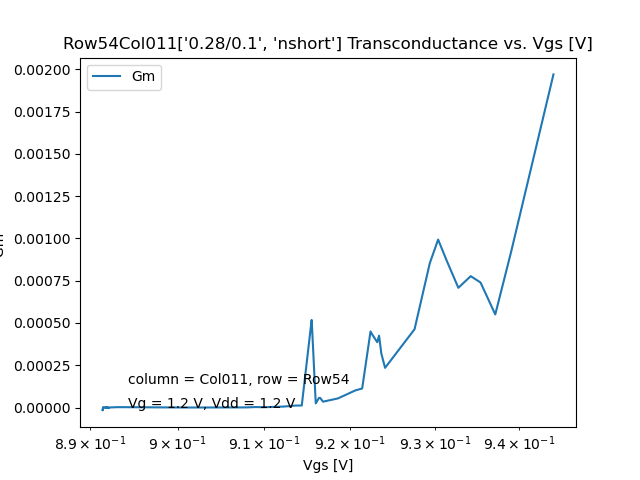 Row54Col011['0.28/0.1', 'nshort'] Transconductance vs. Vgs [V]
Gm
0.00200
0.00175
0.00150
0.00125
0.00100
0.00075
0.00050
0.00025
0.00000
Gm
column = Col011, row = Row54
Vg = 1.2 V, Vdd = 1.2 V
8.9 × 10⁻¹ 9 × 10⁻¹ 9.1 × 10⁻¹ 9.2 × 10⁻¹ 9.3 × 10⁻¹ 9.4 × 10⁻¹
Vgs [V]